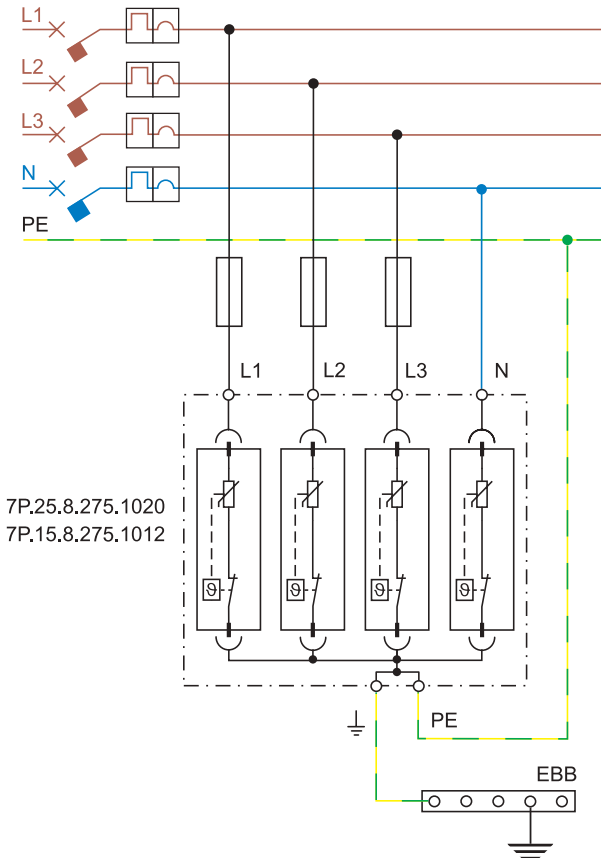 L1
L2
L3
N
PE
L1 L2 L3 N
7P.25.8.275.1020
7P.15.8.275.1012
ϑ ϑ ϑ ϑ
PE
EBB